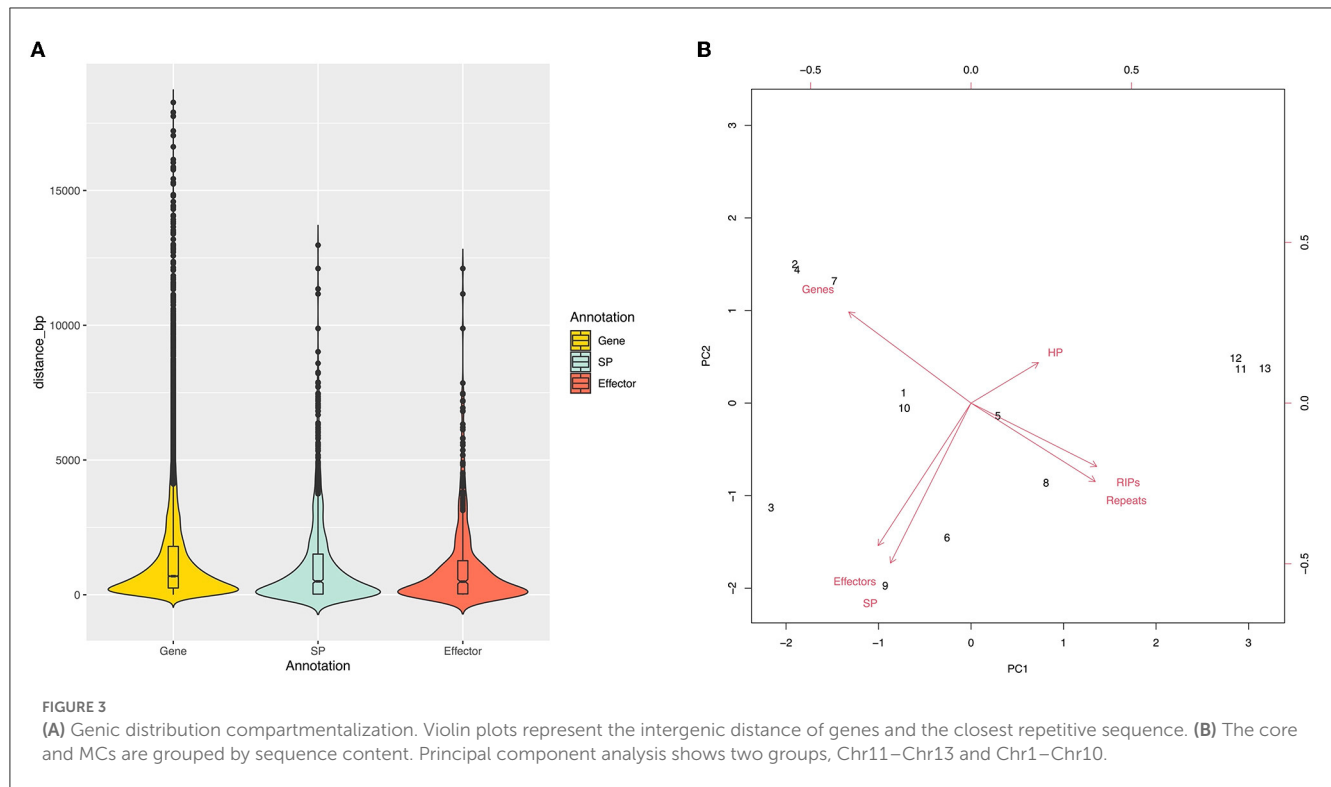 A
15000
10000
5000
0
distance_bp
Gene
SP
Effector
Annotation
Annotation
Gene
SP
Effector
B
−0.5
0.0
0.5
3
2
1
0
−1
−2
PC2
0.5
0.0
−0.5
2
4
7
Genes
HP
12
11
13
1
10
5
8
RIPs
Repeats
3
6
Effectors
9
SP
−2
−1
0
1
2
3
PC1
FIGURE 3
(A) Genic distribution compartmentalization. Violin plots represent the intergenic distance of genes and the closest repetitive sequence. (B) The core
and MCs are grouped by sequence content. Principal component analysis shows two groups, Chr11–Chr13 and Chr1–Chr10.